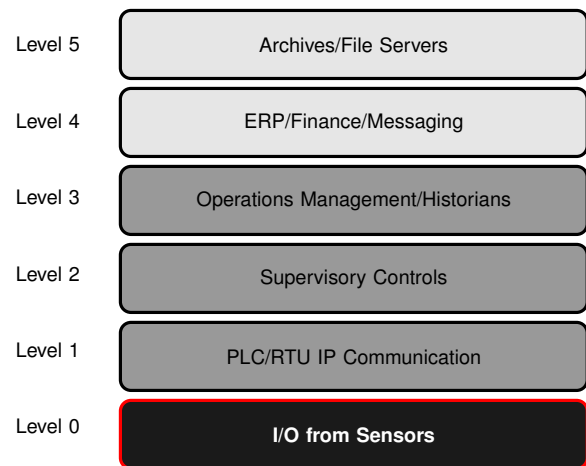 Level 5 Archives/File Servers
Level 4 ERP/Finance/Messaging
Level 3 Operations Management/Historians
Level 2 Supervisory Controls
Level 1 PLC/RTU IP Communication
Level 0 I/O from Sensors